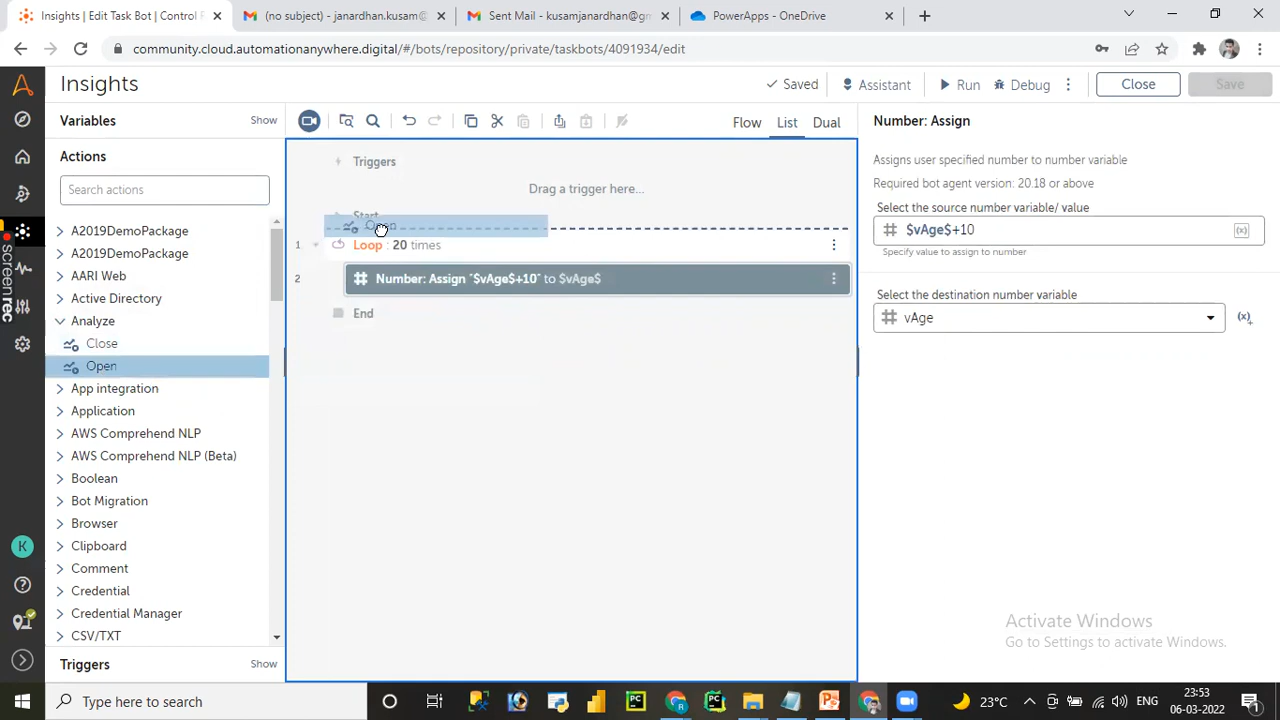 Insights - Edit Task Bot | Control R
(no subject) - janardhan.kusam@
Sent Mail - kusamjanardhan@gm
PowerApps - OneDrive
community.cloud.automationanywhere.digital/#/bots/repository/private/taskbots/4091934/edit
Insights
Saved
Assistant
Run
Debug
Close
Save
Variables
Show
Flow
List
Dual
Number: Assign
Actions
Search actions
A2019DemoPackage
A2019DemoPackage
AARI Web
Active Directory
Analyze
Close
Open
App integration
Application
AWS Comprehend NLP
AWS Comprehend NLP (Beta)
Boolean
Bot Migration
Browser
Clipboard
Comment
Credential
Credential Manager
CSV/TXT
Triggers
Show
Triggers
Drag a trigger here...
Start
Open
1 Loop : 20 times
2 # Number: Assign "$vAge$+10" to $vAge$
End
Assigns user specified number to number variable
Required bot agent version: 20.18 or above
Select the source number variable/ value
# $vAge$+10
Specify value to assign to number
Select the destination number variable
# vAge
Screenrec
K
Activate Windows
Go to Settings to activate Windows.
Type here to search
23°C
ENG
23:53
06-03-2022
1